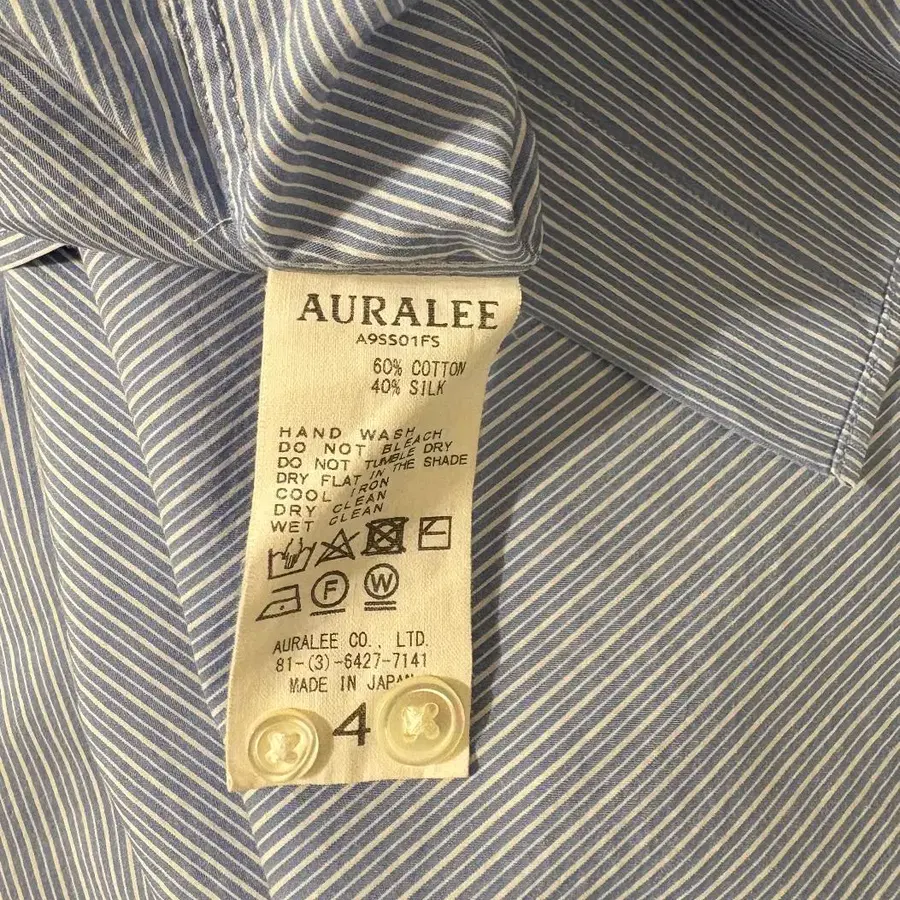 AURALEE
A9SS01FS
60% COTTON
40% SILK
HAND WASH
DO NOT BLEACH
DO NOT TUMBLE DRY
DRY FLAT IN THE SHADE
COOL IRON
DRY CLEAN
WET CLEAN
F W
AURALEE CO., LTD.
81-(3)-6427-7141
MADE IN JAPAN
4